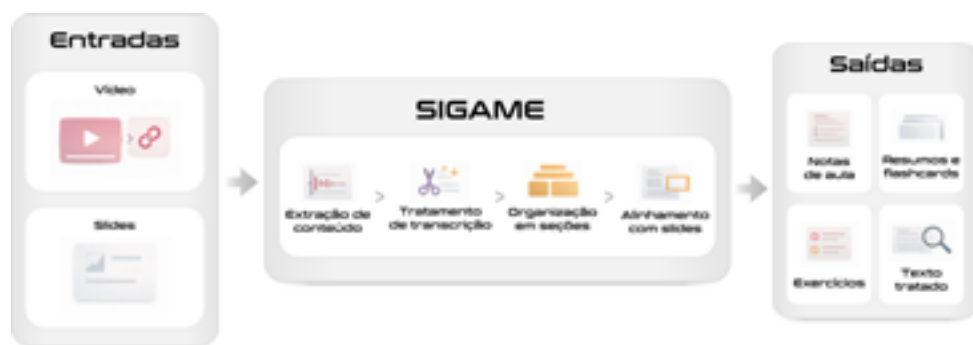 Entradas
Vídeo
Slides
SIGAME
Extração de
conteúdo
Tratamento
de transcrição
Organização
em seções
Alinhamento
com slides
Saídas
Notas
de aula
Resumos e
flashcards
Exercícios
Texto
tratado